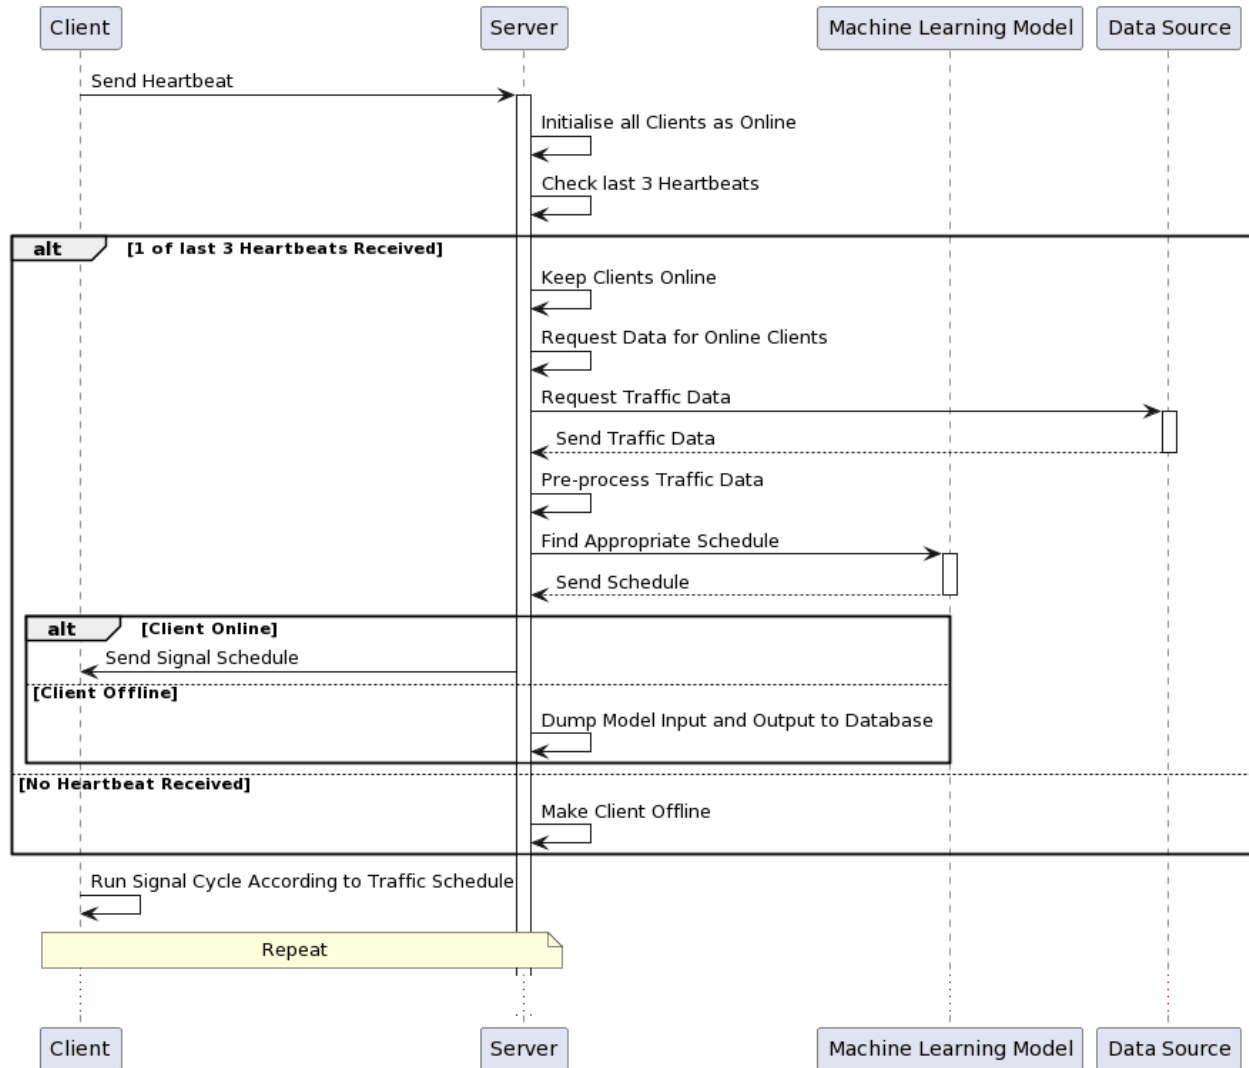 Client Server Machine Learning Model Data Source
Send Heartbeat
Initialise all Clients as Online
Check last 3 Heartbeats
alt [1 of last 3 Heartbeats Received]
Keep Clients Online
Request Data for Online Clients
Request Traffic Data
Send Traffic Data
Pre-process Traffic Data
Find Appropriate Schedule
Send Schedule
alt [Client Online]
Send Signal Schedule
[Client Offline]
Dump Model Input and Output to Database
[No Heartbeat Received]
Make Client Offline
Run Signal Cycle According to Traffic Schedule
Repeat
Client Server Machine Learning Model Data Source